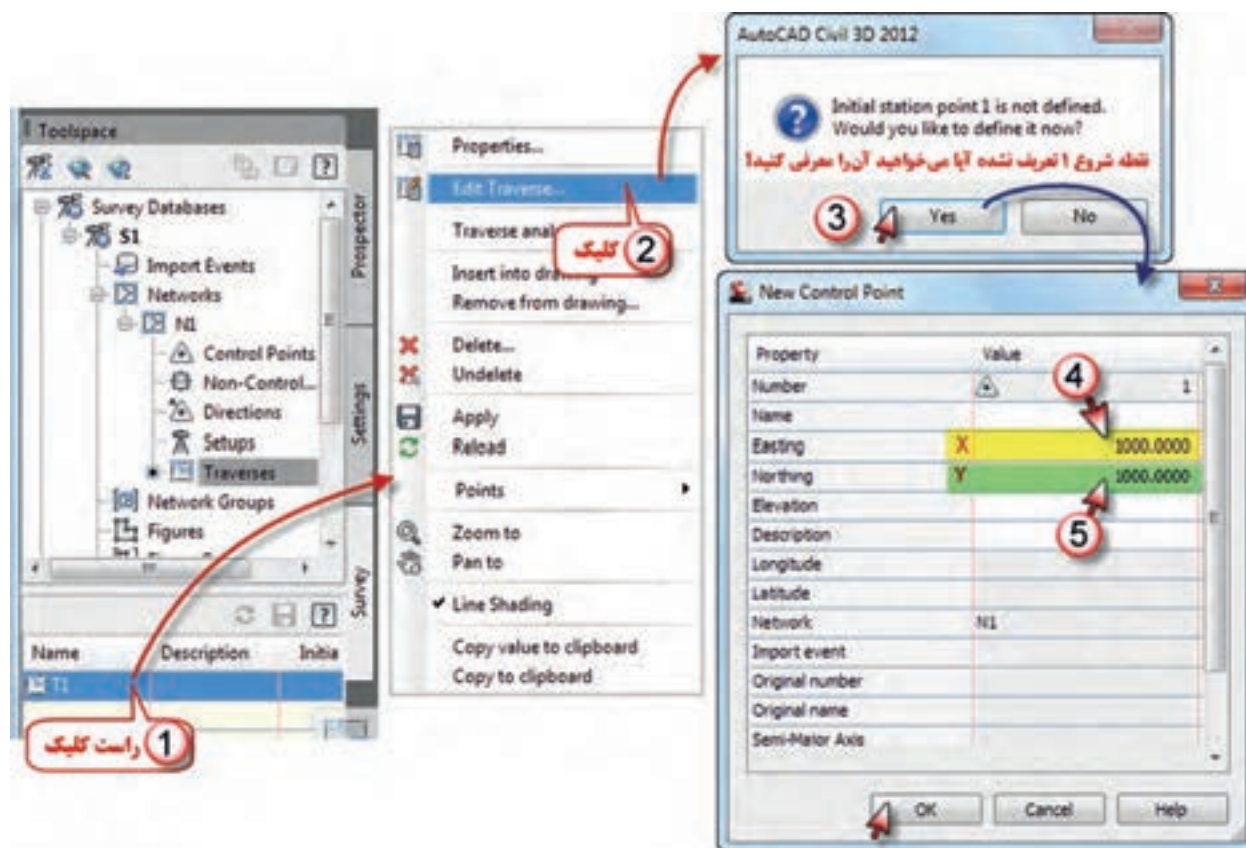 Toolspace
Survey Databases
S1
Import Events
Networks
N1
Control Points
Non-Control...
Directions
Setups
Traverses
Network Groups
Figures
Prospector
Settings
Survey
Name Description Initia
T1
1 راست کلیک
Properties...
Edit Traverse...
Traverse anal
2 کلیک
Insert into drawing
Remove from drawing...
Delete...
Undelete
Apply
Reload
Points
Zoom to
Pan to
Line Shading
Copy value to clipboard
Copy to clipboard
AutoCAD Civil 3D 2012
Initial station point 1 is not defined.
Would you like to define it now?
نقطه شروع ۱ تعریف نشده آیا می‌خواهید آن را معرفی کنید؟
3 Yes No
New Control Point
Property Value
Number 1
4
Name
Easting X 1000.0000
Northing Y 1000.0000
Elevation
5
Description
Longitude
Latitude
Network N1
Import event
Original number
Original name
Semi-Major Axis
OK Cancel Help